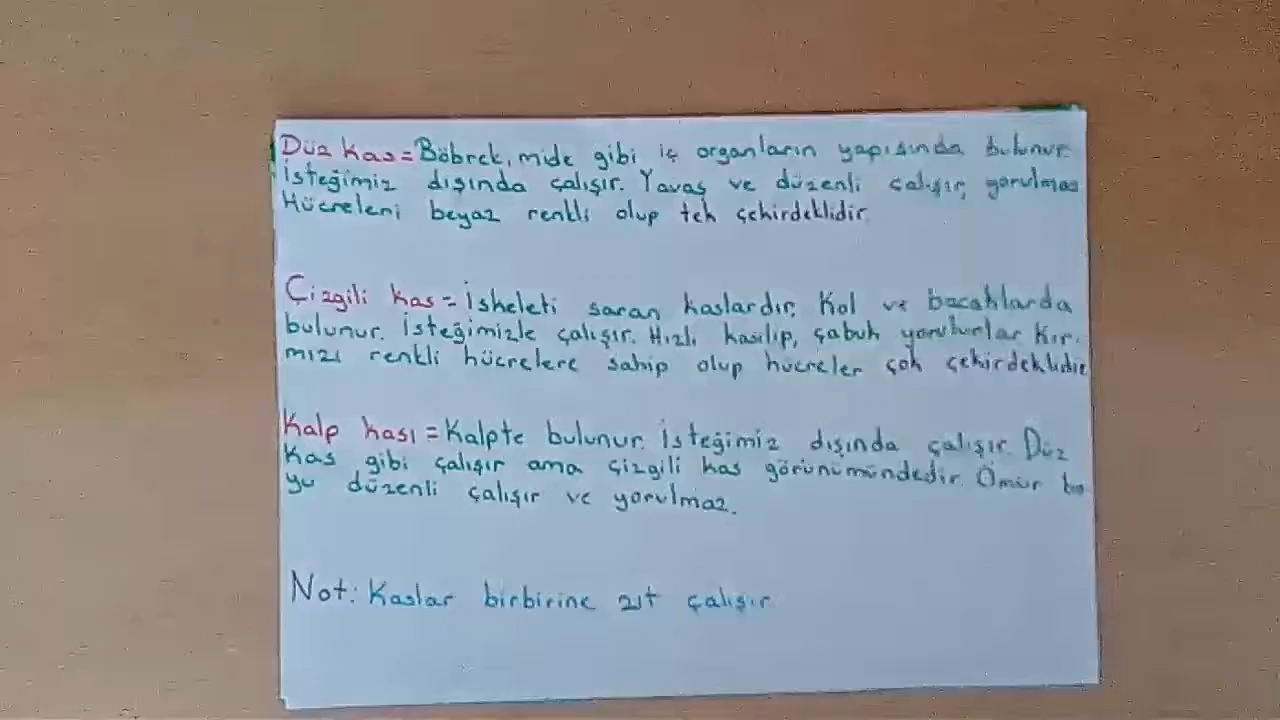 Düz kas = Böbrek, mide gibi iç organların yapısında bulunur.
İsteğimiz dışında çalışır. Yavaş ve düzenli çalışır, yorulmaz
Hücreleri beyaz renkli olup tek çekirdeklidir.
Çizgili kas = İskeleti saran kaslardır. Kol ve bacaklarda
bulunur. İsteğimizle çalışır. Hızlı kasılıp, çabuk yorulurlar Kır-
mızı renkli hücrelere sahip olup hücreler çok çekirdeklidir
Kalp kası = Kalpte bulunur. İsteğimiz dışında çalışır. Düz
kas gibi çalışır ama çizgili kas görünümündedir. Ömür bo
yu düzenli çalışır ve yorulmaz.
Not: Kaslar birbirine zıt çalışır